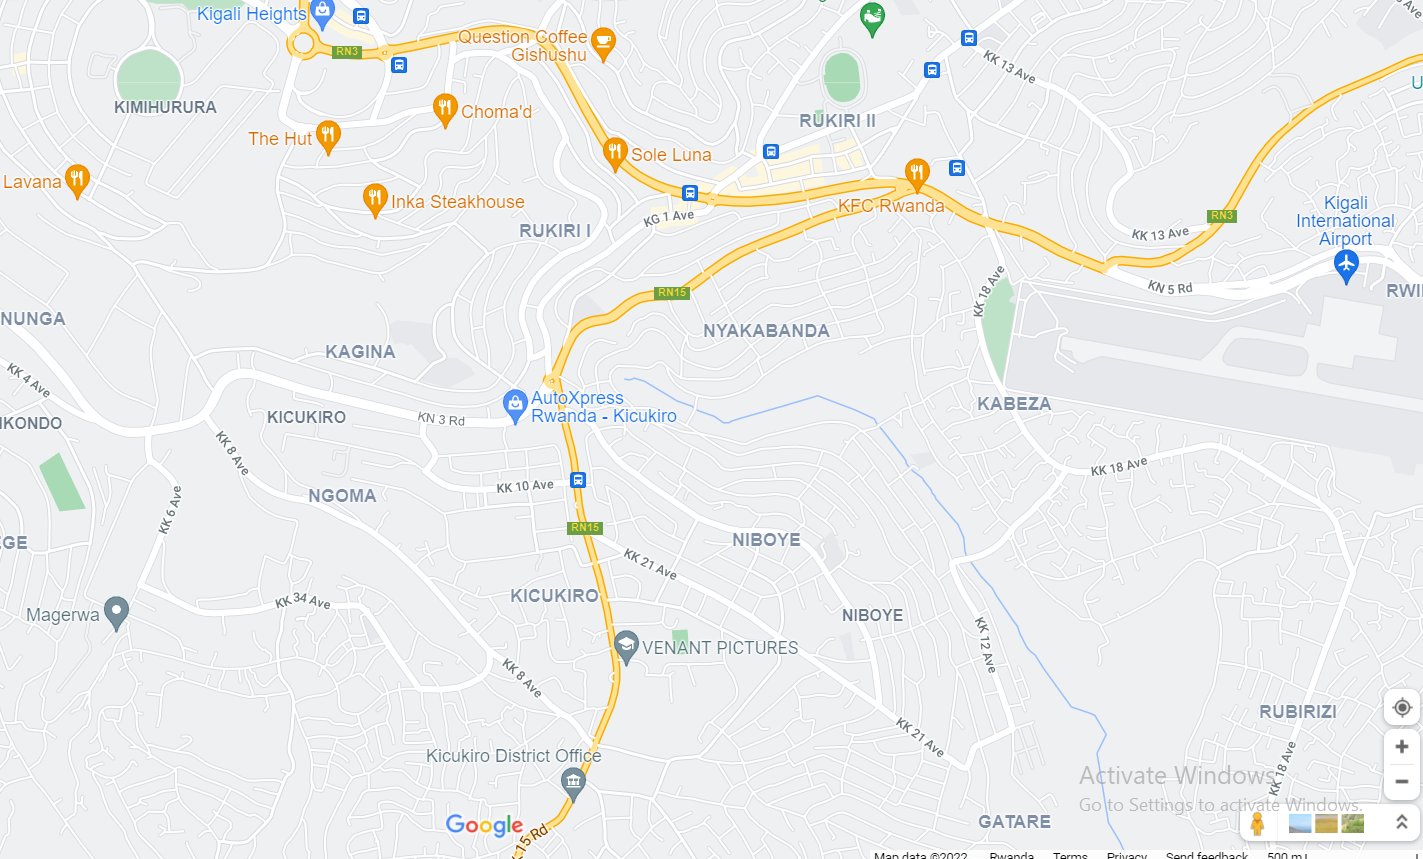 Kigali Heights
RN3
Question Coffee
Gishushu
KK 13 Ave
KIMIHURURA
Choma'd
The Hut
RUKIRI II
Sole Luna
Lavana
Inka Steakhouse
KFC Rwanda
KG 1 Ave
RUKIRI I
RN3
KK 13 Ave
Kigali
International
Airport
KK 18 Ave
KN 5 Rd
RWI
RN15
NUNGA
NYAKABANDA
KAGINA
KK 4 Ave
AutoXpress
Rwanda - Kicukiro
KABEZA
KICUKIRO
KN 3 Rd
IKONDO
KK 8 Ave
KK 18 Ave
KK 10 Ave
NGOMA
KK 6 Ave
RN15
EGE
NIBOYE
KK 21 Ave
KICUKIRO
KK 34 Ave
Magerwa
NIBOYE
KK 12 Ave
VENANT PICTURES
KK 8 Ave
RUBIRIZI
KK 21 Ave
Kicukiro District Office
KK 18 Ave
Activate Windows
Go to Settings to activate Windows.
Google
K 15 Rd
GATARE
Map data ©2022
Rwanda
Terms
Privacy
Send feedback
500 m